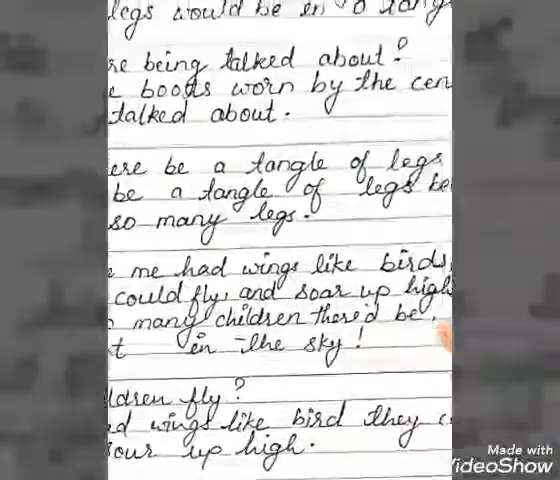 legs would be in a tang
re being talked about?
e boots worn by the cen
talked about.
ere be a tangle of legs
be a tangle of legs be
so many legs.
e me had wings like birds,
could fly, and soar up high
many children there'd be,
t in the sky!
ldren fly?
ed wings like bird they c
up high.
Made with
VideoShow